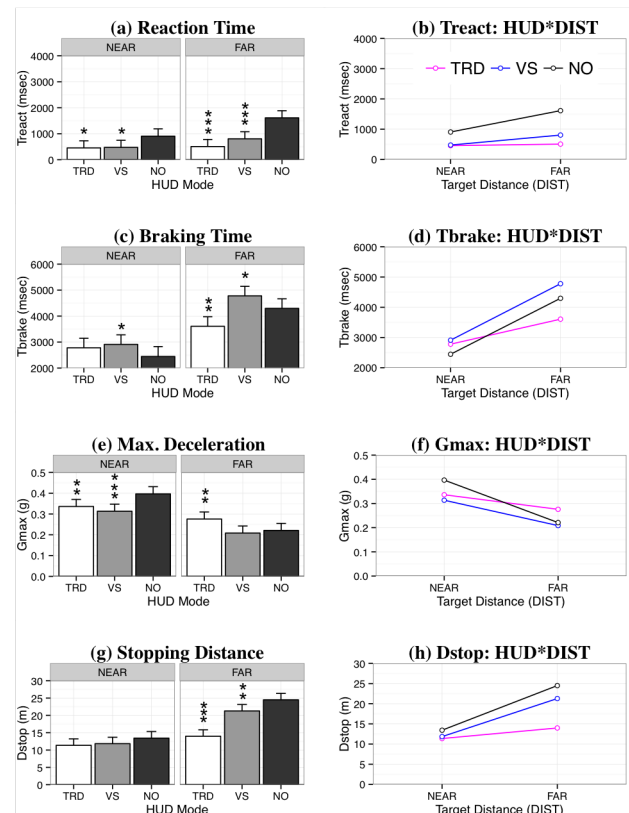 (a) Reaction Time
NEAR FAR
4000
3000
2000
1000
0
Treact (msec)
* * *** ***
TRD VS NO TRD VS NO
HUD Mode
(b) Treact: HUD*DIST
TRD VS NO
4000
3000
2000
1000
0
Treact (msec)
NEAR FAR
Target Distance (DIST)
(c) Braking Time
NEAR FAR
6000
5000
4000
3000
2000
Tbrake (msec)
* ** *
TRD VS NO TRD VS NO
HUD Mode
(d) Tbrake: HUD*DIST
6000
5000
4000
3000
2000
Tbrake (msec)
NEAR FAR
Target Distance (DIST)
(e) Max. Deceleration
NEAR FAR
0.5
0.4
0.3
0.2
0.1
0.0
Gmax (g)
** *** **
TRD VS NO TRD VS NO
HUD Mode
(f) Gmax: HUD*DIST
0.5
0.4
0.3
0.2
0.1
0.0
Gmax (g)
NEAR FAR
Target Distance (DIST)
(g) Stopping Distance
NEAR FAR
30
25
20
15
10
5
0
Dstop (m)
*** **
TRD VS NO TRD VS NO
HUD Mode
(h) Dstop: HUD*DIST
30
25
20
15
10
5
0
Dstop (m)
NEAR FAR
Target Distance (DIST)